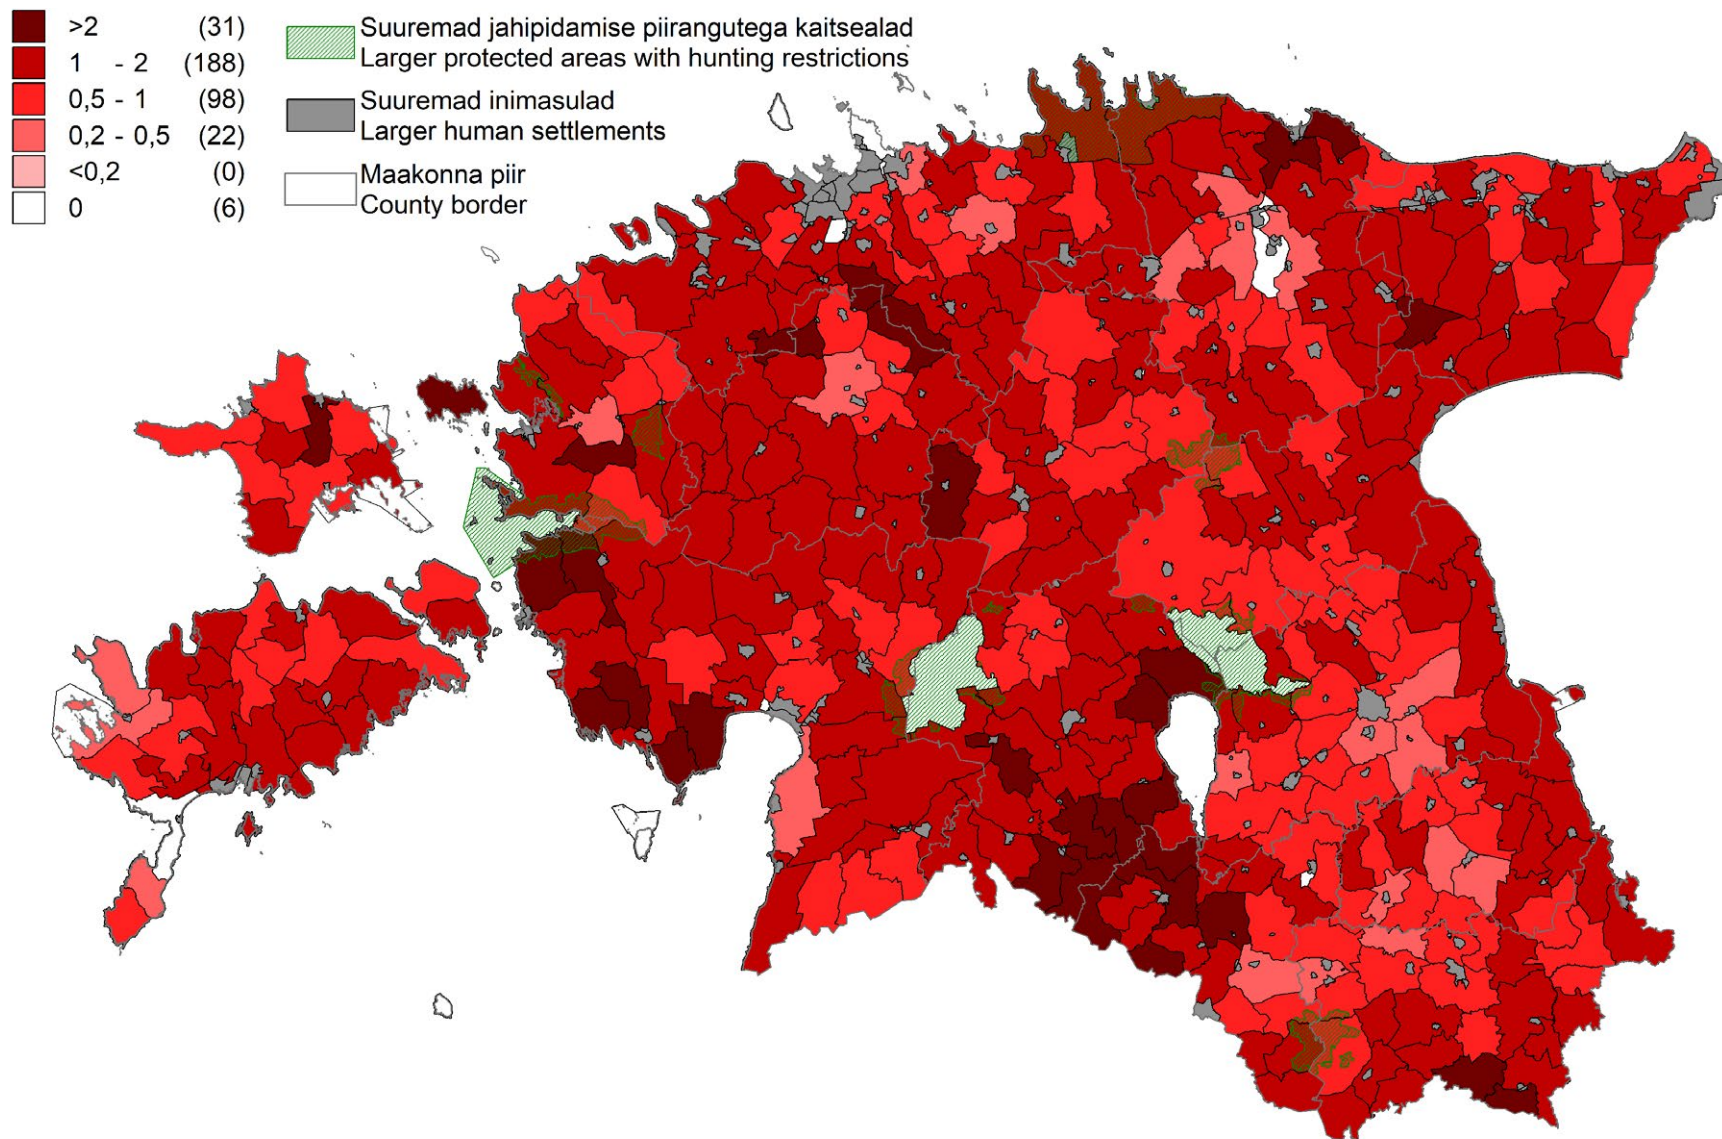 >2 (31)
1 - 2 (188)
0,5 - 1 (98)
0,2 - 0,5 (22)
<0,2 (0)
0 (6)
Suuremad jahipidamise piirangutega kaitsealad
Larger protected areas with hunting restrictions
Suuremad inimasulad
Larger human settlements
Maakonna piir
County border